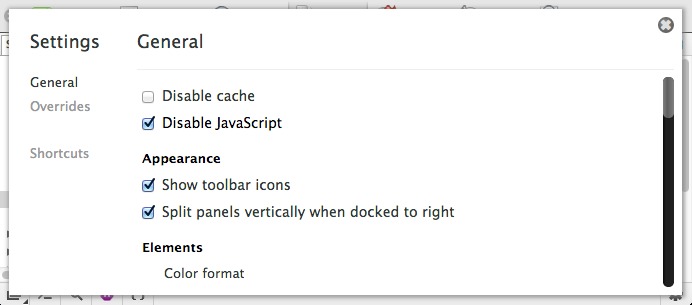 Settings
General
General
Overrides
Shortcuts
Disable cache
Disable JavaScript
Appearance
Show toolbar icons
Split panels vertically when docked to right
Elements
Color format